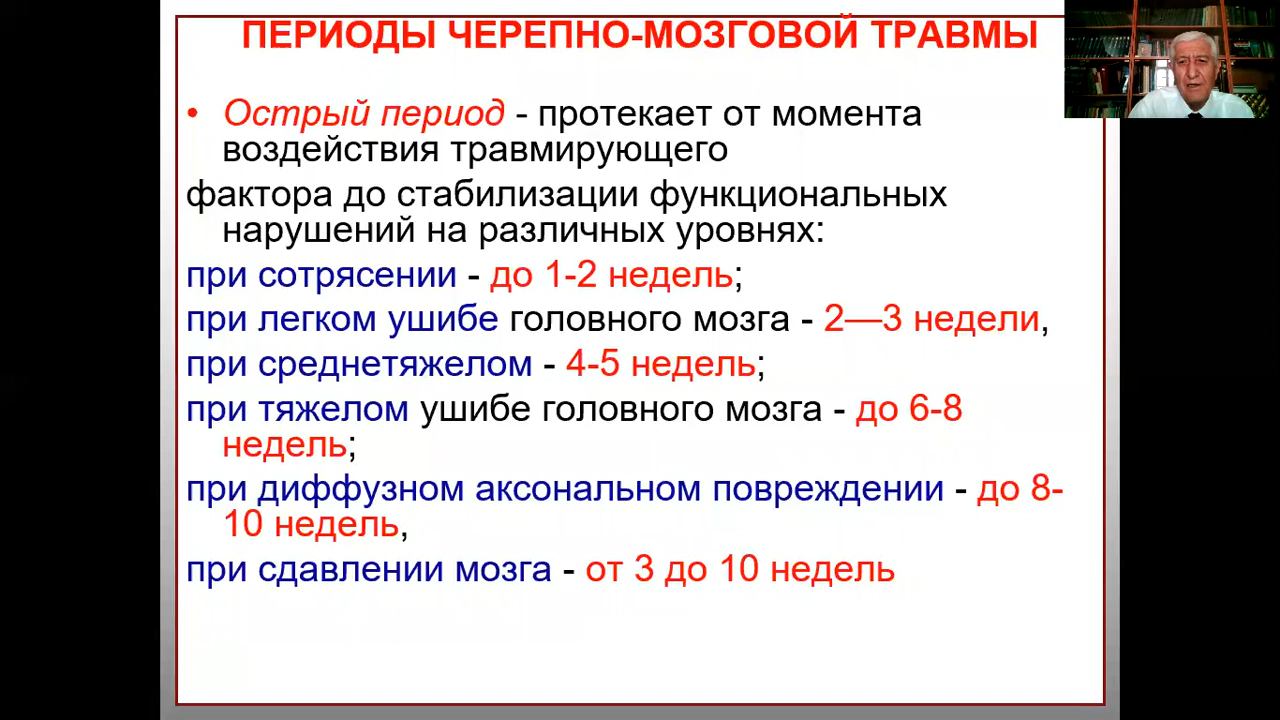 ПЕРИОДЫ ЧЕРЕПНО-МОЗГОВОЙ ТРАВМЫ
• Острый период - протекает от момента
воздействия травмирующего
фактора до стабилизации функциональных
нарушений на различных уровнях:
при сотрясении - до 1-2 недель;
при легком ушибе головного мозга - 2—3 недели,
при среднетяжелом - 4-5 недель;
при тяжелом ушибе головного мозга - до 6-8
недель;
при диффузном аксональном повреждении - до 8-
10 недель,
при сдавлении мозга - от 3 до 10 недель